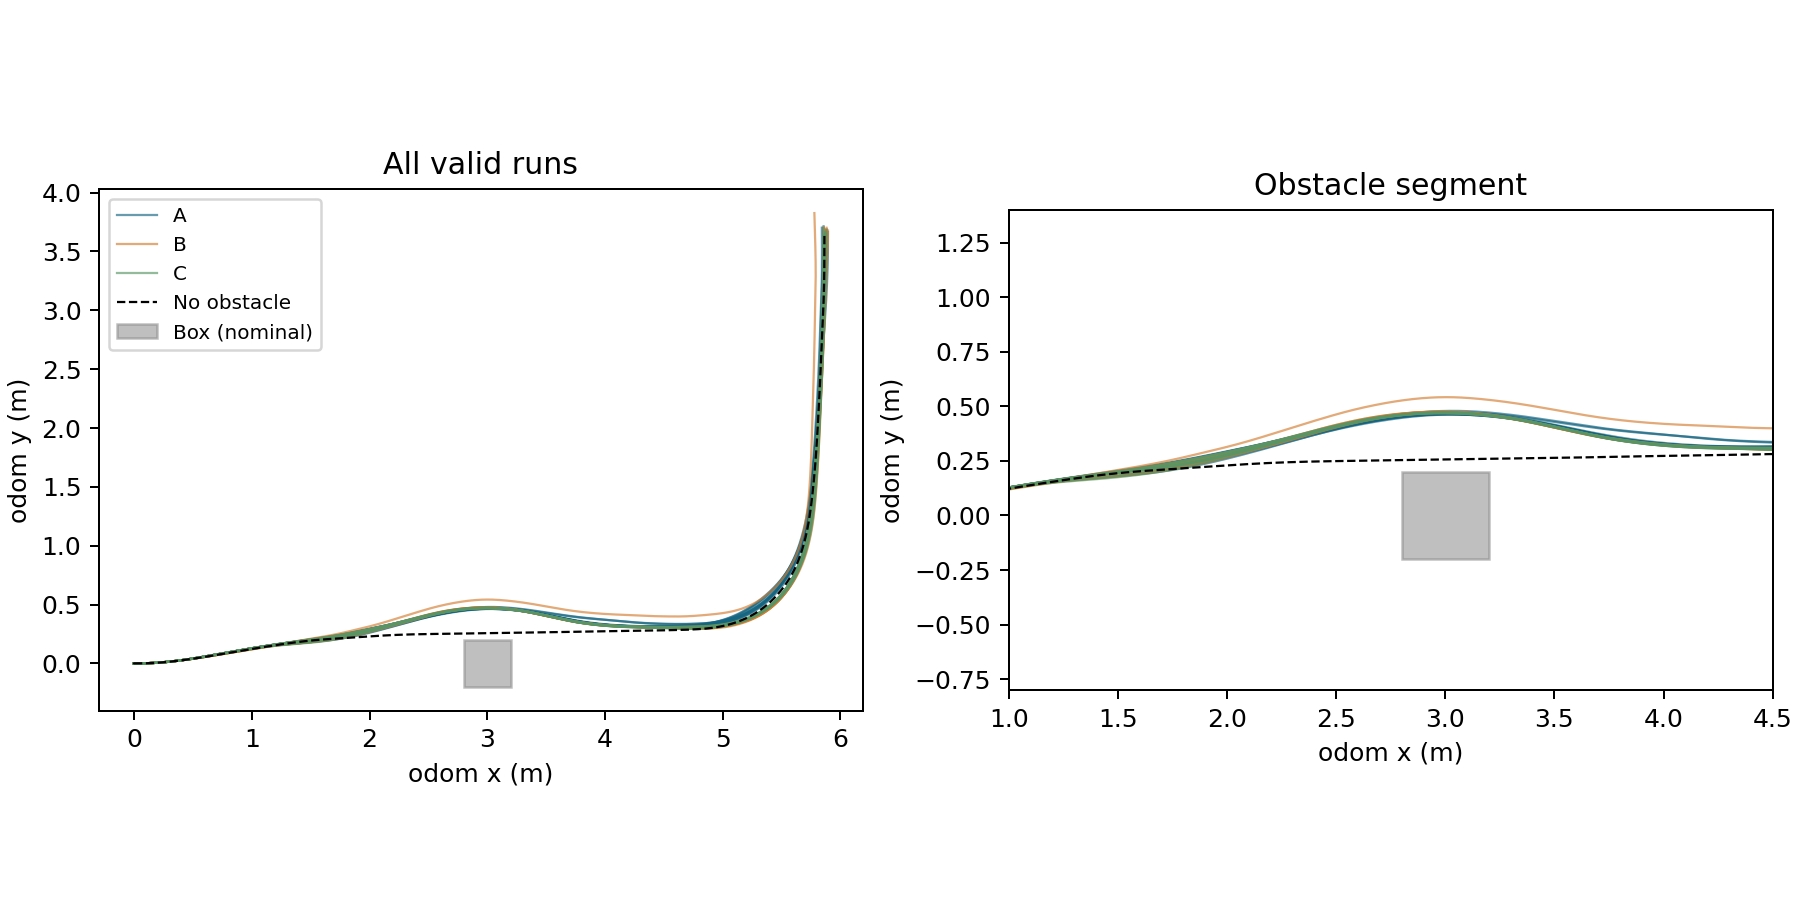 All valid runs
4.0
3.5
3.0
2.5
2.0
1.5
1.0
0.5
0.0
odom y (m)
A
B
C
No obstacle
Box (nominal)
0 1 2 3 4 5 6
odom x (m)
Obstacle segment
1.25
1.00
0.75
0.50
0.25
0.00
−0.25
−0.50
−0.75
odom y (m)
1.0 1.5 2.0 2.5 3.0 3.5 4.0 4.5
odom x (m)